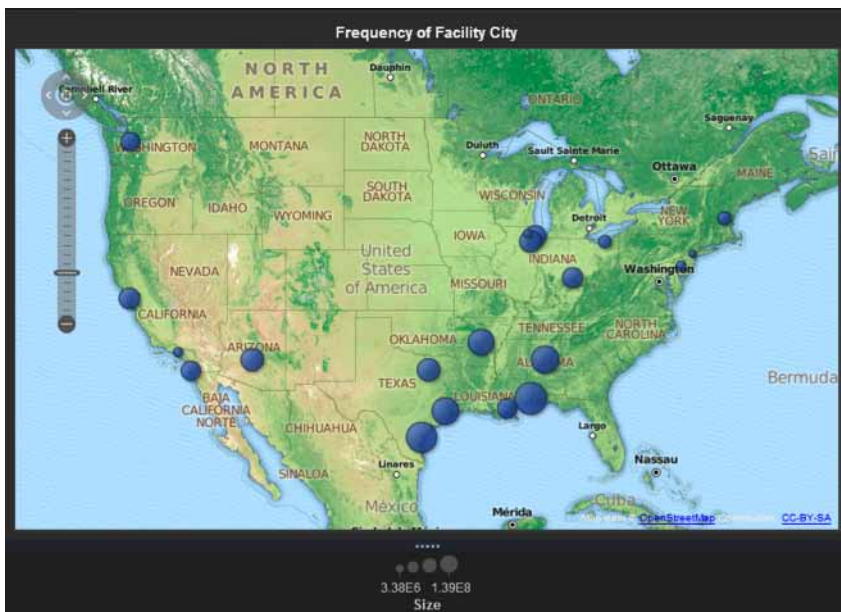 Frequency of Facility City
NORTH
AMERICA
Dauphin
Campbell River
ONTARIO
Saguenay
WASHINGTON
MONTANA
NORTH
DAKOTA
Duluth
Sault Sainte Marie
Ottawa
MAINE
OREGON
IDAHO
SOUTH
DAKOTA
WISCONSIN
WYOMING
Detroit
NEW
YORK
IOWA
NEVADA
United
States
of America
INDIANA
Washington
MISSOURI
CALIFORNIA
ARIZONA
OKLAHOMA
TENNESSEE
NORTH
CAROLINA
TEXAS
Bermuda
BAJA
CALIFORNIA
NORTE
LOUISIANA
CHIHUAHUA
Largo
SINALOA
Linares
Nassau
México
Mérida
Cuba
OpenStreetMap
CC-BY-SA
3.38E6 1.39E8
Size